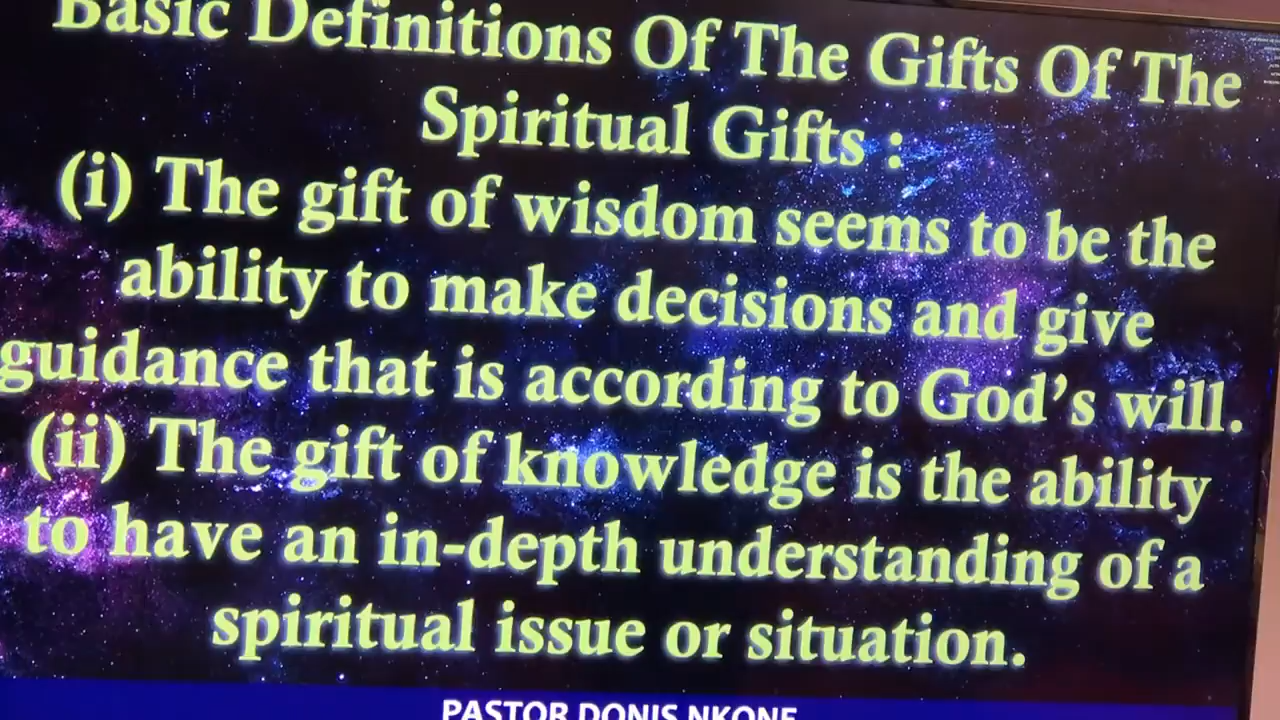 Basic Definitions Of The Gifts Of The
Spiritual Gifts :
(i) The gift of wisdom seems to be the
ability to make decisions and give
guidance that is according to God's will.
(ii) The gift of knowledge is the ability
to have an in-depth understanding of a
spiritual issue or situation.
PASTOR DONIS NKONE